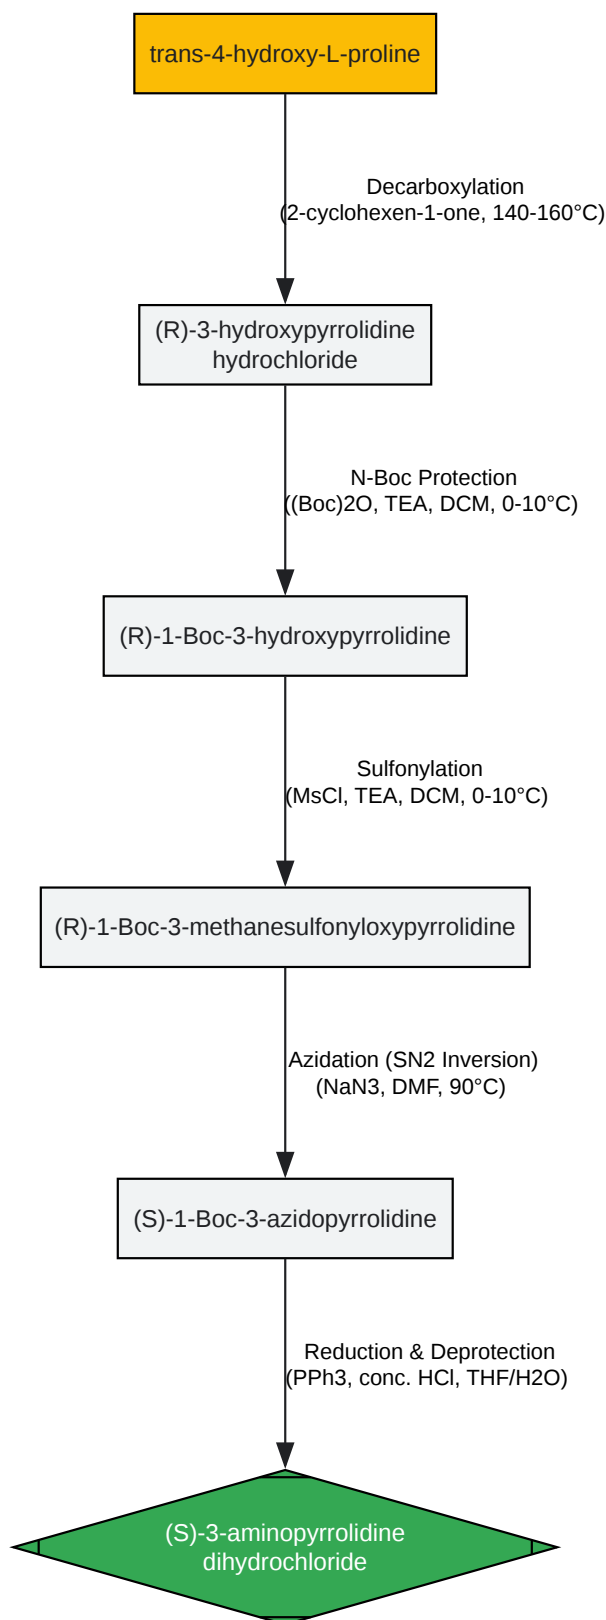 trans-4-hydroxy-L-proline
Decarboxylation
(2-cyclohexen-1-one, 140-160°C)
(R)-3-hydroxypyrrolidine
hydrochloride
N-Boc Protection
((Boc)2O, TEA, DCM, 0-10°C)
(R)-1-Boc-3-hydroxypyrrolidine
Sulfonylation
(MsCl, TEA, DCM, 0-10°C)
(R)-1-Boc-3-methanesulfonyloxypyrrolidine
Azidation (SN2 Inversion)
(NaN3, DMF, 90°C)
(S)-1-Boc-3-azidopyrrolidine
Reduction & Deprotection
(PPh3, conc. HCl, THF/H2O)
(S)-3-aminopyrrolidine
dihydrochloride